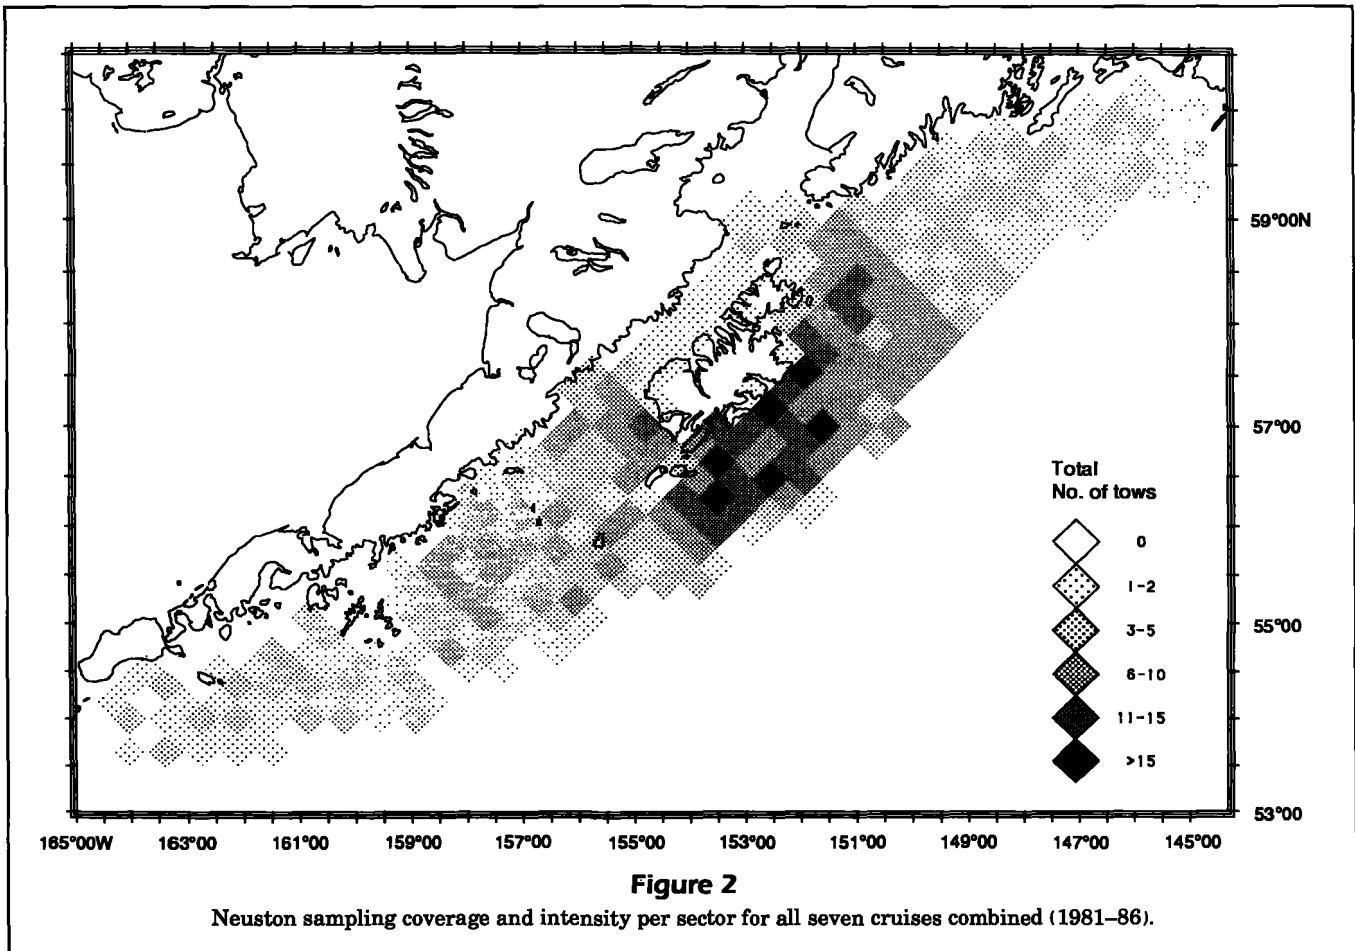 59°00N
57°00
Total
No. of tows
0
1-2
3-5
6-10
11-15
>15
55°00
53°00
165°00W 163°00 161°00 159°00 157°00 155°00 153°00 151°00 149°00 147°00 145°00
Figure 2
Neuston sampling coverage and intensity per sector for all seven cruises combined (1981–86).